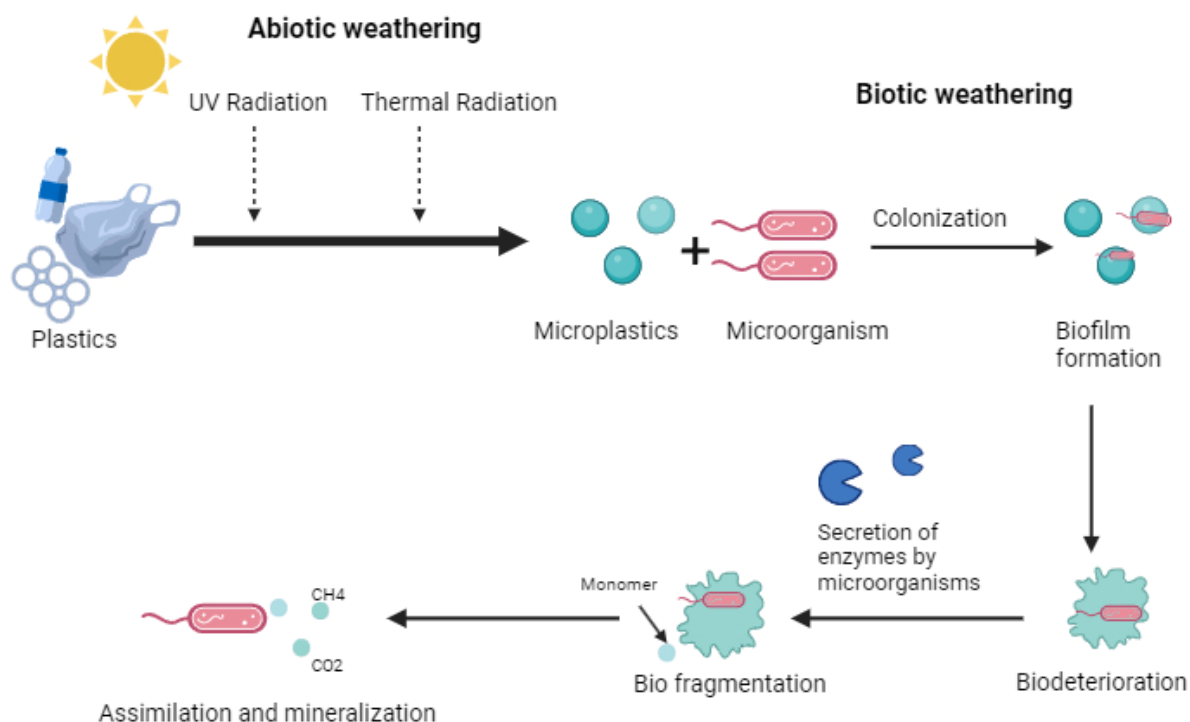 Abiotic weathering
UV Radiation
Thermal Radiation
Biotic weathering
Plastics
Microplastics
Microorganism
Colonization
Biofilm
formation
Secretion of
enzymes by
microorganisms
Biodeterioration
Monomer
Bio fragmentation
CH4
CO2
Assimilation and mineralization